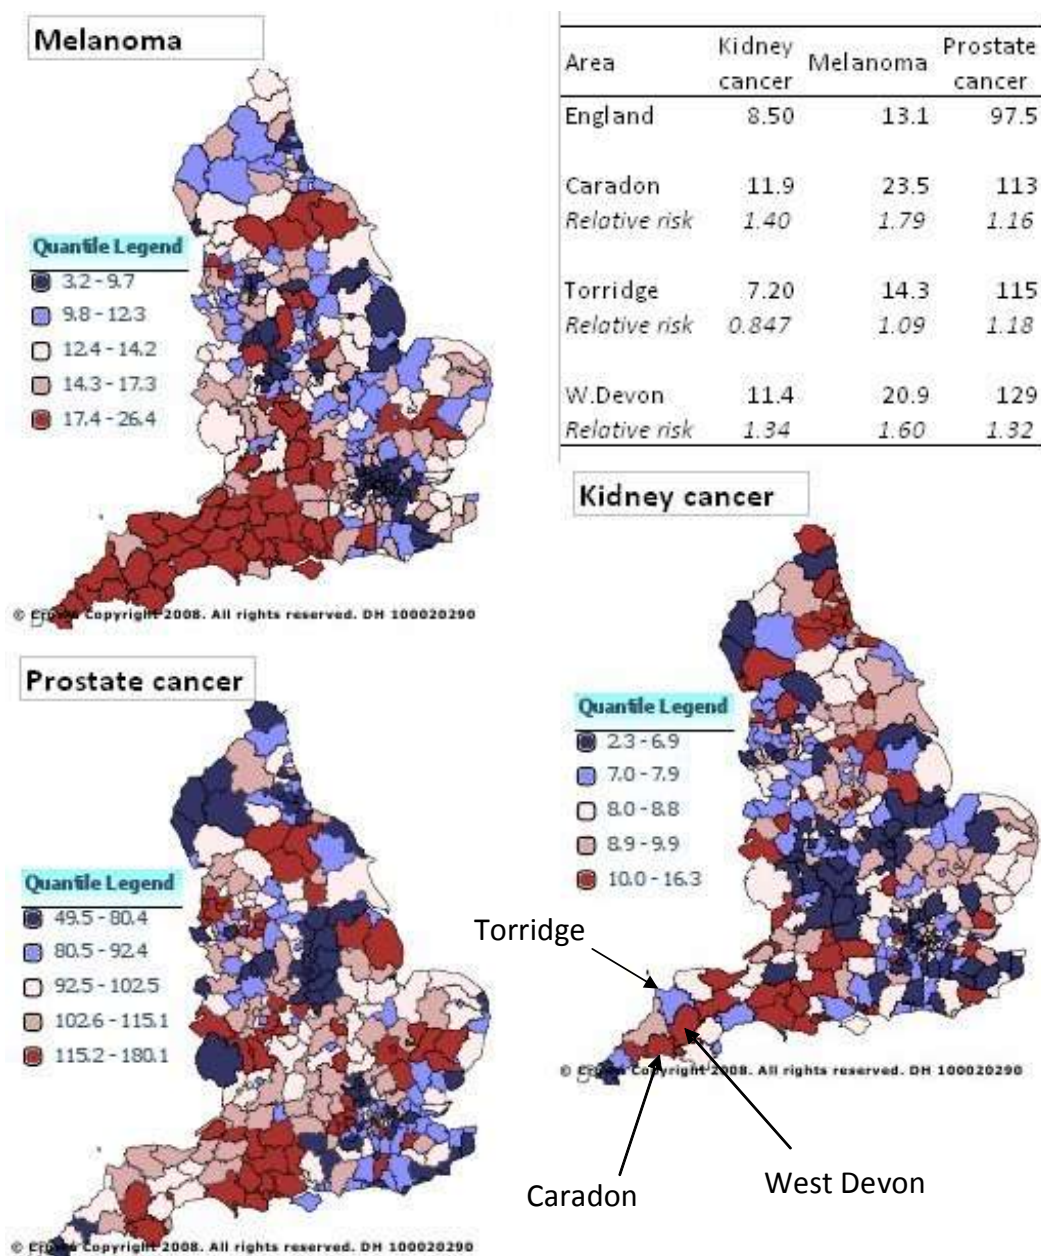 Melanoma
Quantile Legend
3.2 - 9.7
9.8 - 12.3
12.4 - 14.2
14.3 - 17.3
17.4 - 26.4
© Crown Copyright 2008. All rights reserved. DH 100020290
Area Kidney cancer Melanoma Prostate cancer
England 8.50 13.1 97.5
Caradon 11.9 23.5 113
Relative risk 1.40 1.79 1.16
Torridge 7.20 14.3 115
Relative risk 0.847 1.09 1.18
W.Devon 11.4 20.9 129
Relative risk 1.34 1.60 1.32
Kidney cancer
Quantile Legend
2.3 - 6.9
7.0 - 7.9
8.0 - 8.8
8.9 - 9.9
10.0 - 16.3
Torridge
© Crown Copyright 2008. All rights reserved. DH 100020290
Caradon
West Devon
Prostate cancer
Quantile Legend
49.5 - 80.4
80.5 - 92.4
92.5 - 102.5
102.6 - 115.1
115.2 - 180.1
© Crown Copyright 2008. All rights reserved. DH 100020290